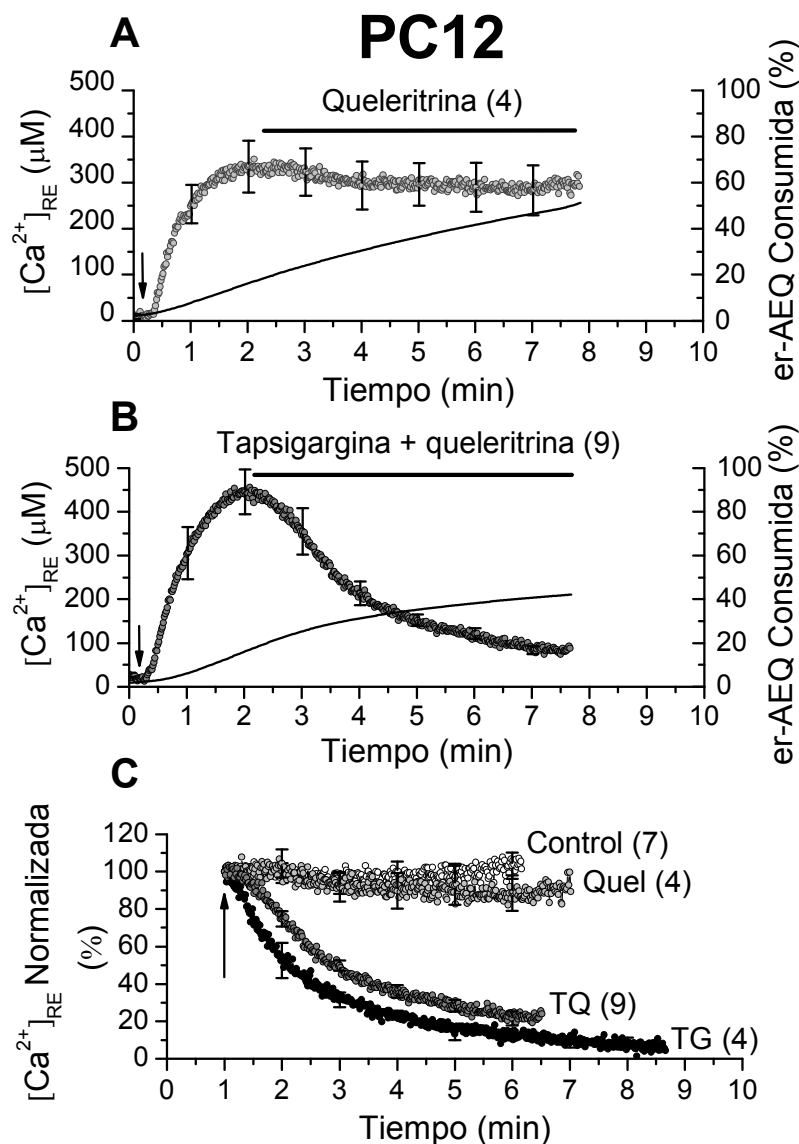 PC12
A
Queleritrina (4)
[Ca²⁺]RE (μM)
500
400
300
200
100
0
er-AEQ Consumida (%)
100
80
60
40
20
0
0 1 2 3 4 5 6 7 8 9 10
Tiempo (min)
B
Tapsigargina + queleritrina (9)
[Ca²⁺]RE (μM)
500
400
300
200
100
0
er-AEQ Consumida (%)
100
80
60
40
20
0
0 1 2 3 4 5 6 7 8 9 10
Tiempo (min)
C
[Ca²⁺]RE Normalizada
(%)
120
100
80
60
40
20
0
Control (7)
Quel (4)
TQ (9)
TG (4)
0 1 2 3 4 5 6 7 8 9 10
Tiempo (min)